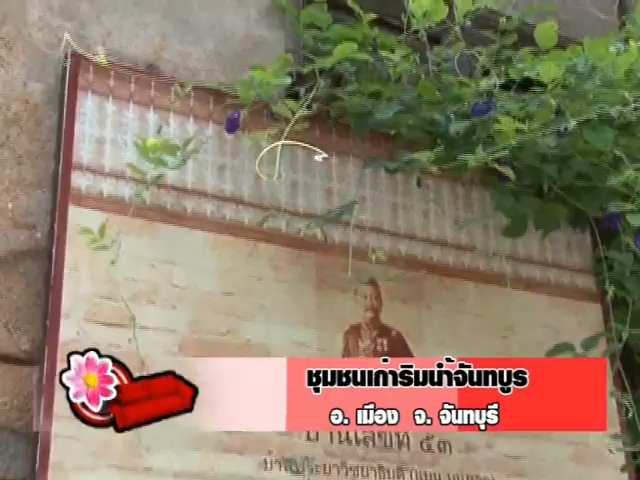 ชุมชนเก่าริมน้ำจันทบูร
อ. เมือง จ. จันทบุรี
บ้านเลขที่ ๕๓